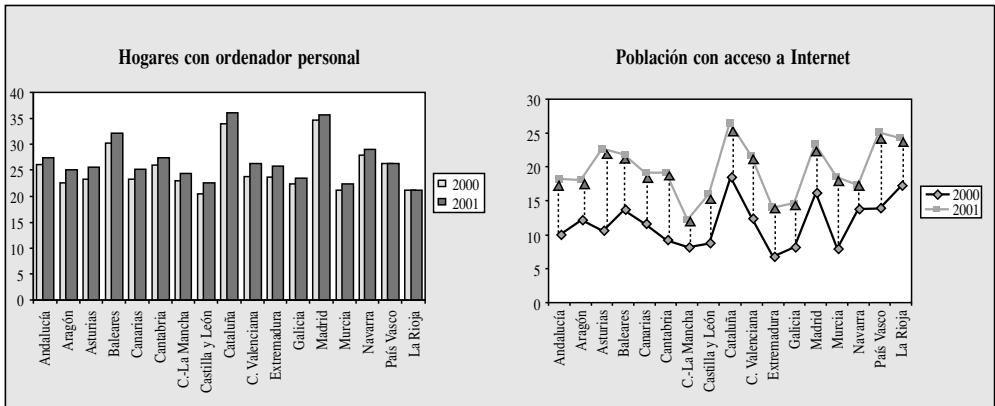 Hogares con ordenador personal
40
35
30
25
20
15
10
5
0
Andalucía
Aragón
Asturias
Baleares
Canarias
Cantabria
C.-La Mancha
Castilla y León
Cataluña
C. Valenciana
Extremadura
Galicia
Madrid
Murcia
Navarra
País Vasco
La Rioja
2000
2001
Población con acceso a Internet
30
25
20
15
10
5
0
Andalucía
Aragón
Asturias
Baleares
Canarias
Cantabria
C.-La Mancha
Castilla y León
Cataluña
C. Valenciana
Extremadura
Galicia
Madrid
Murcia
Navarra
País Vasco
La Rioja
2000
2001